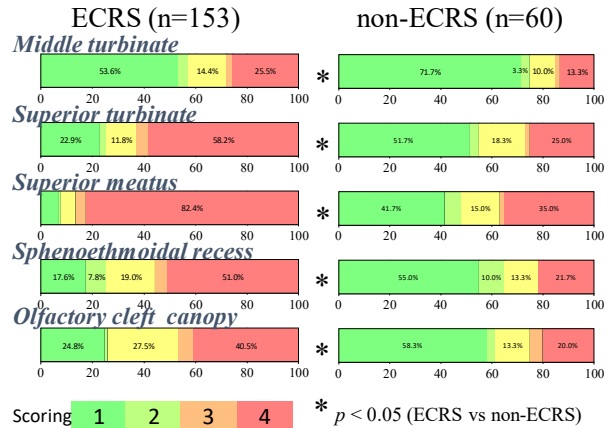 ECRS (n=153) non-ECRS (n=60)
Middle turbinate
53.6% 14.4% 25.5% * 71.7% 3.3% 10.0% 13.3%
0 20 40 60 80 100 0 20 40 60 80 100
Superior turbinate
22.9% 11.8% 58.2% * 51.7% 18.3% 25.0%
0 20 40 60 80 100 0 20 40 60 80 100
Superior meatus
82.4% * 41.7% 15.0% 35.0%
0 20 40 60 80 100 0 20 40 60 80 100
Sphenoethmoidal recess
17.6% 7.8% 19.0% 51.0% * 55.0% 10.0% 13.3% 21.7%
0 20 40 60 80 100 0 20 40 60 80 100
Olfactory cleft canopy
24.8% 27.5% 40.5% * 58.3% 13.3% 20.0%
0 20 40 60 80 100 0 20 40 60 80 100
Scoring 1 2 3 4 * p < 0.05 (ECRS vs non-ECRS)